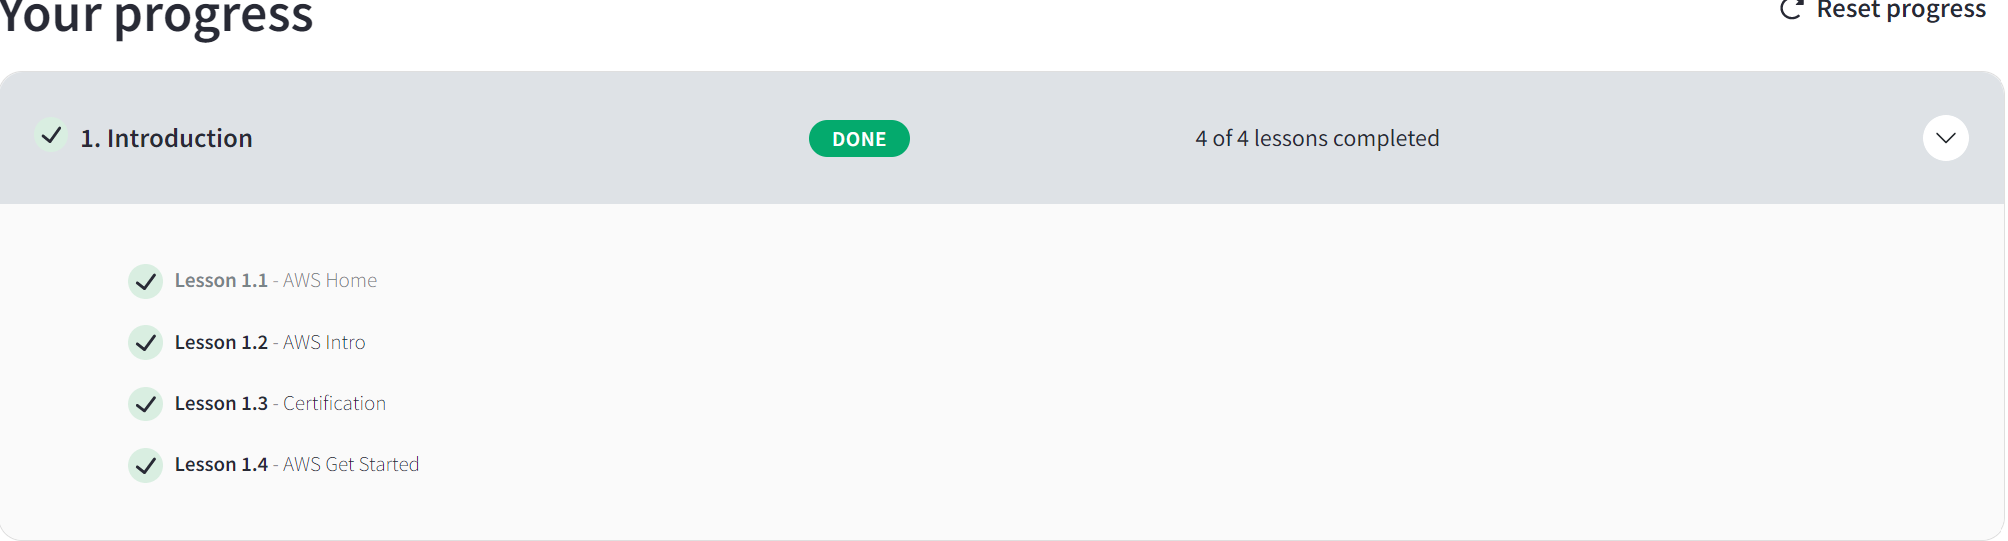 Your progress
Reset progress
1. Introduction
DONE
4 of 4 lessons completed
Lesson 1.1 - AWS Home
Lesson 1.2 - AWS Intro
Lesson 1.3 - Certification
Lesson 1.4 - AWS Get Started